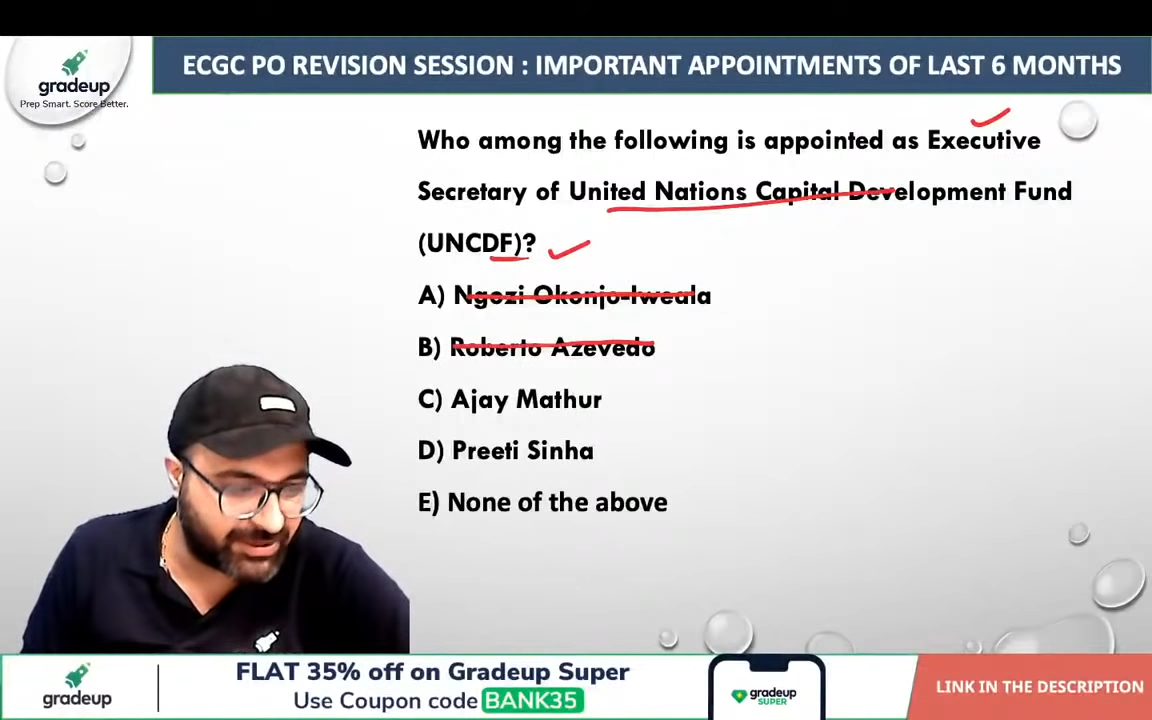 gradeup
Prep Smart. Score Better.
ECGC PO REVISION SESSION : IMPORTANT APPOINTMENTS OF LAST 6 MONTHS
Who among the following is appointed as Executive
Secretary of United Nations Capital Development Fund
(UNCDF)?
A) Ngozi Okonjo-Iweala
B) Roberto Azevedo
C) Ajay Mathur
D) Preeti Sinha
E) None of the above
gradeup
FLAT 35% off on Gradeup Super
Use Coupon code BANK35
gradeup
SUPER
LINK IN THE DESCRIPTION